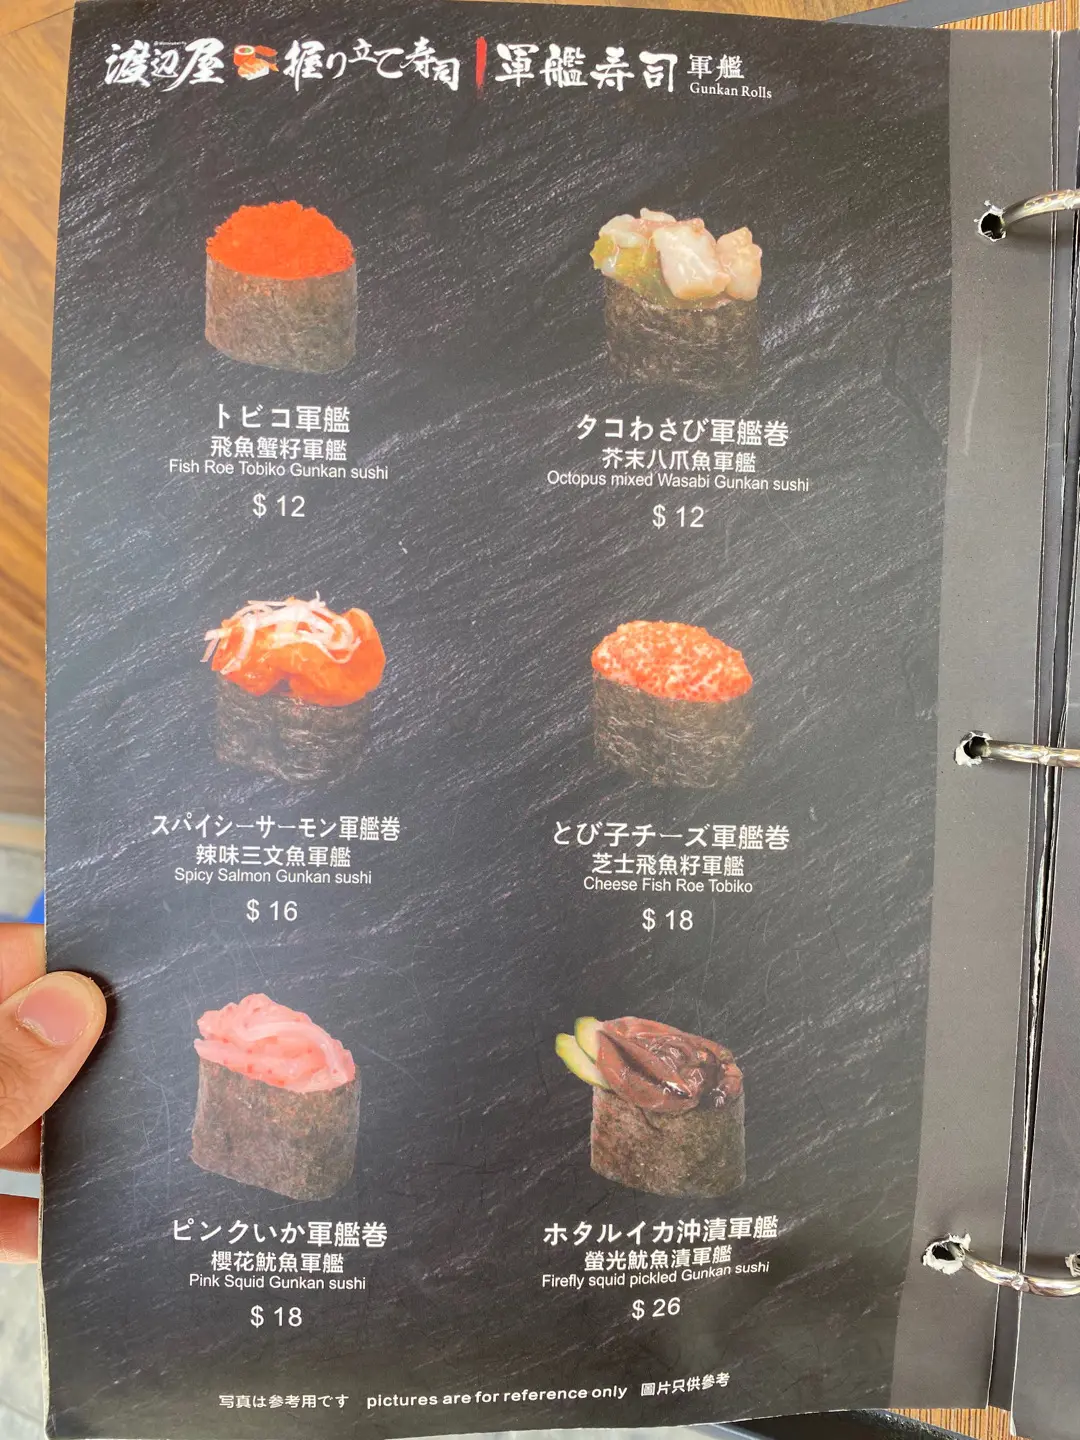 渡辺屋 握り立て寿司 軍艦寿司 軍艦
Gunkan Rolls
トビコ軍艦
飛魚蟹籽軍艦
Fish Roe Tobiko Gunkan sushi
$ 12
タコわさび軍艦巻
芥末八爪魚軍艦
Octopus mixed Wasabi Gunkan sushi
$ 12
スパイシーサーモン軍艦巻
辣味三文魚軍艦
Spicy Salmon Gunkan sushi
$ 16
とび子チーズ軍艦巻
芝士飛魚籽軍艦
Cheese Fish Roe Tobiko
$ 18
ピンクいか軍艦巻
櫻花魷魚軍艦
Pink Squid Gunkan sushi
$ 18
ホタルイカ沖漬軍艦
螢光魷魚漬軍艦
Firefly squid pickled Gunkan sushi
$ 26
写真は参考用です pictures are for reference only 圖片只供參考